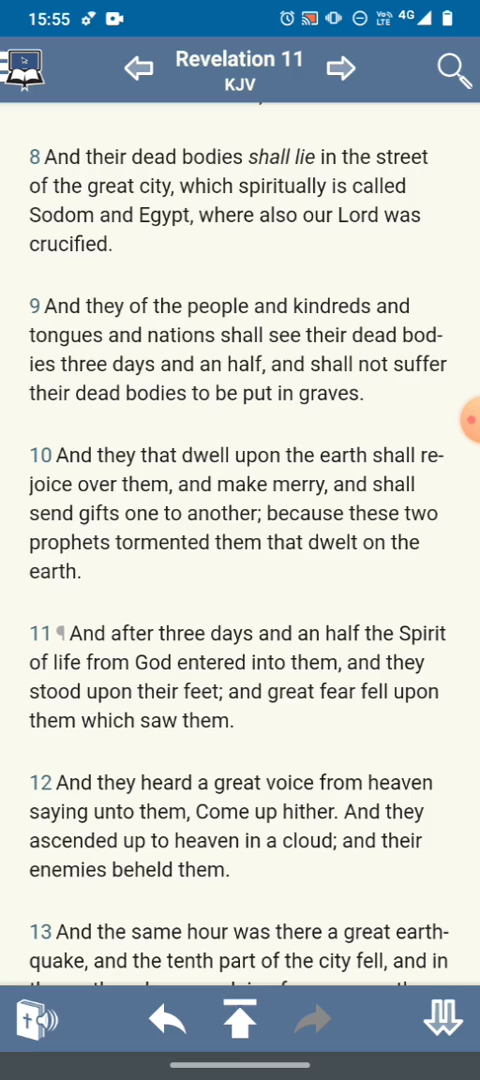 15:55
VoD LTE 4G
Revelation 11
KJV
8 And their dead bodies shall lie in the street
of the great city, which spiritually is called
Sodom and Egypt, where also our Lord was
crucified.
9 And they of the people and kindreds and
tongues and nations shall see their dead bod-
ies three days and an half, and shall not suffer
their dead bodies to be put in graves.
10 And they that dwell upon the earth shall re-
joice over them, and make merry, and shall
send gifts one to another; because these two
prophets tormented them that dwelt on the
earth.
11 ¶ And after three days and an half the Spirit
of life from God entered into them, and they
stood upon their feet; and great fear fell upon
them which saw them.
12 And they heard a great voice from heaven
saying unto them, Come up hither. And they
ascended up to heaven in a cloud; and their
enemies beheld them.
13 And the same hour was there a great earth-
quake, and the tenth part of the city fell, and in